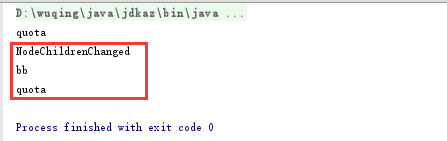 D:\wuqing\java\jdkaz\bin\java ...
quota
NodeChildrenChanged
bb
quota
Process finished with exit code 0